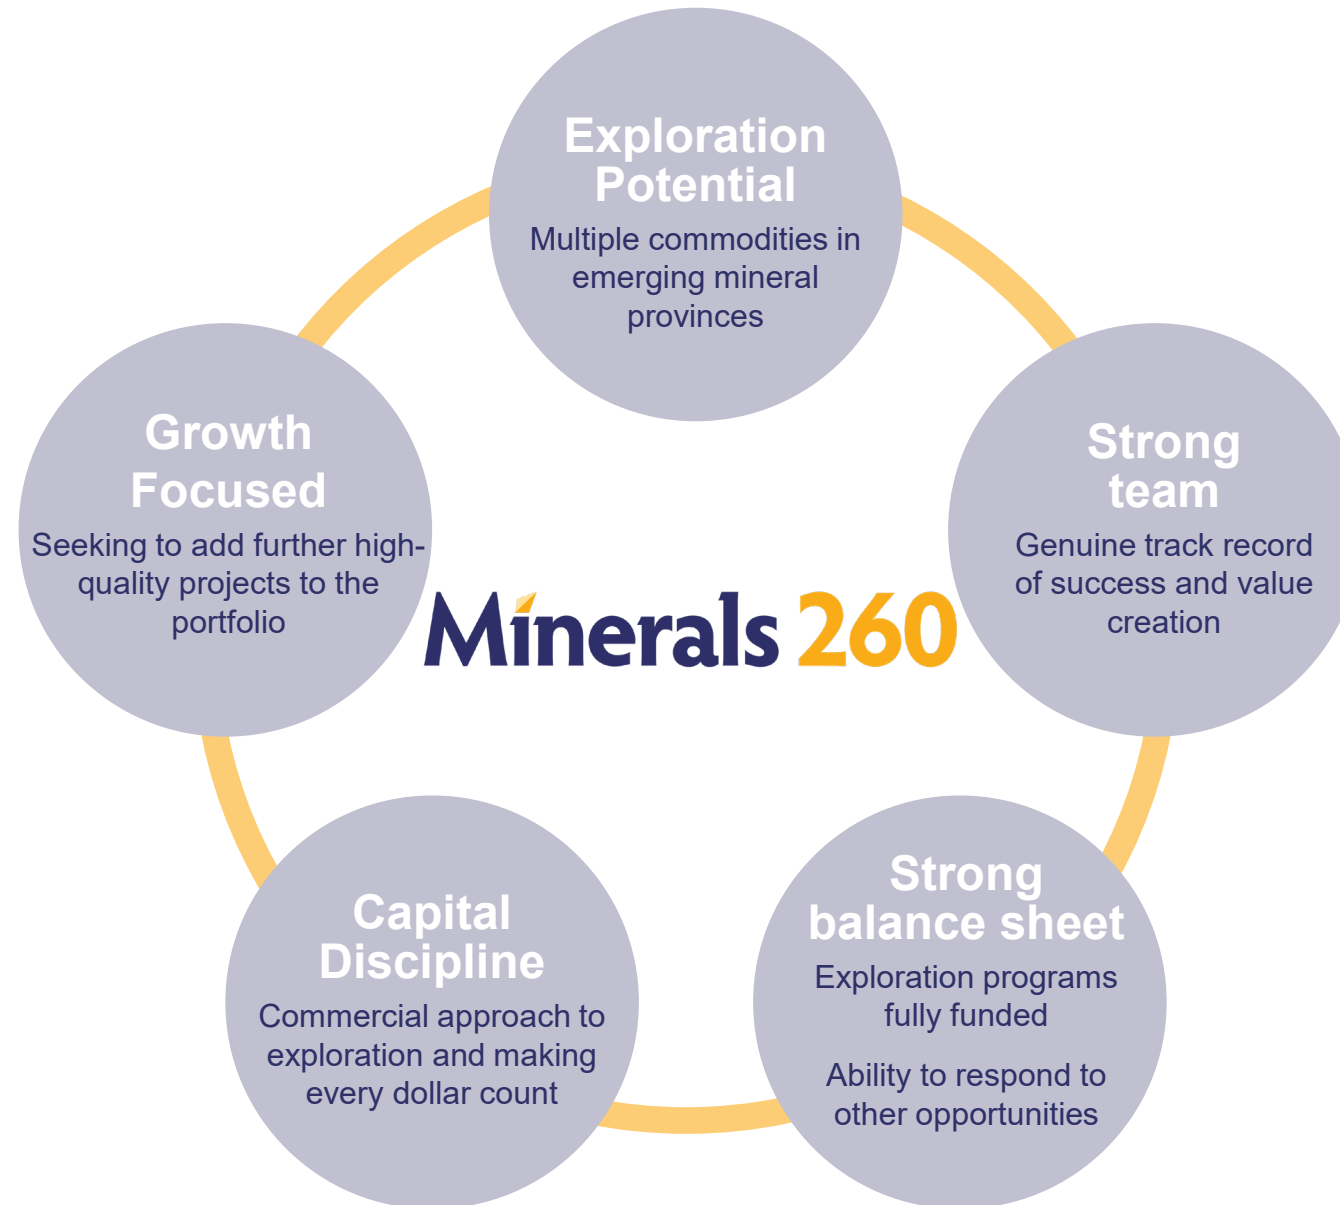 Exploration
Potential
Multiple commodities in
emerging mineral
provinces
Strong
team
Genuine track record
of success and value
creation
Strong
balance sheet
Exploration programs
fully funded
Ability to respond to
other opportunities
Capital
Discipline
Commercial approach to
exploration and making
every dollar count
Growth
Focused
Seeking to add further high-
quality projects to the
portfolio
Minerals 260